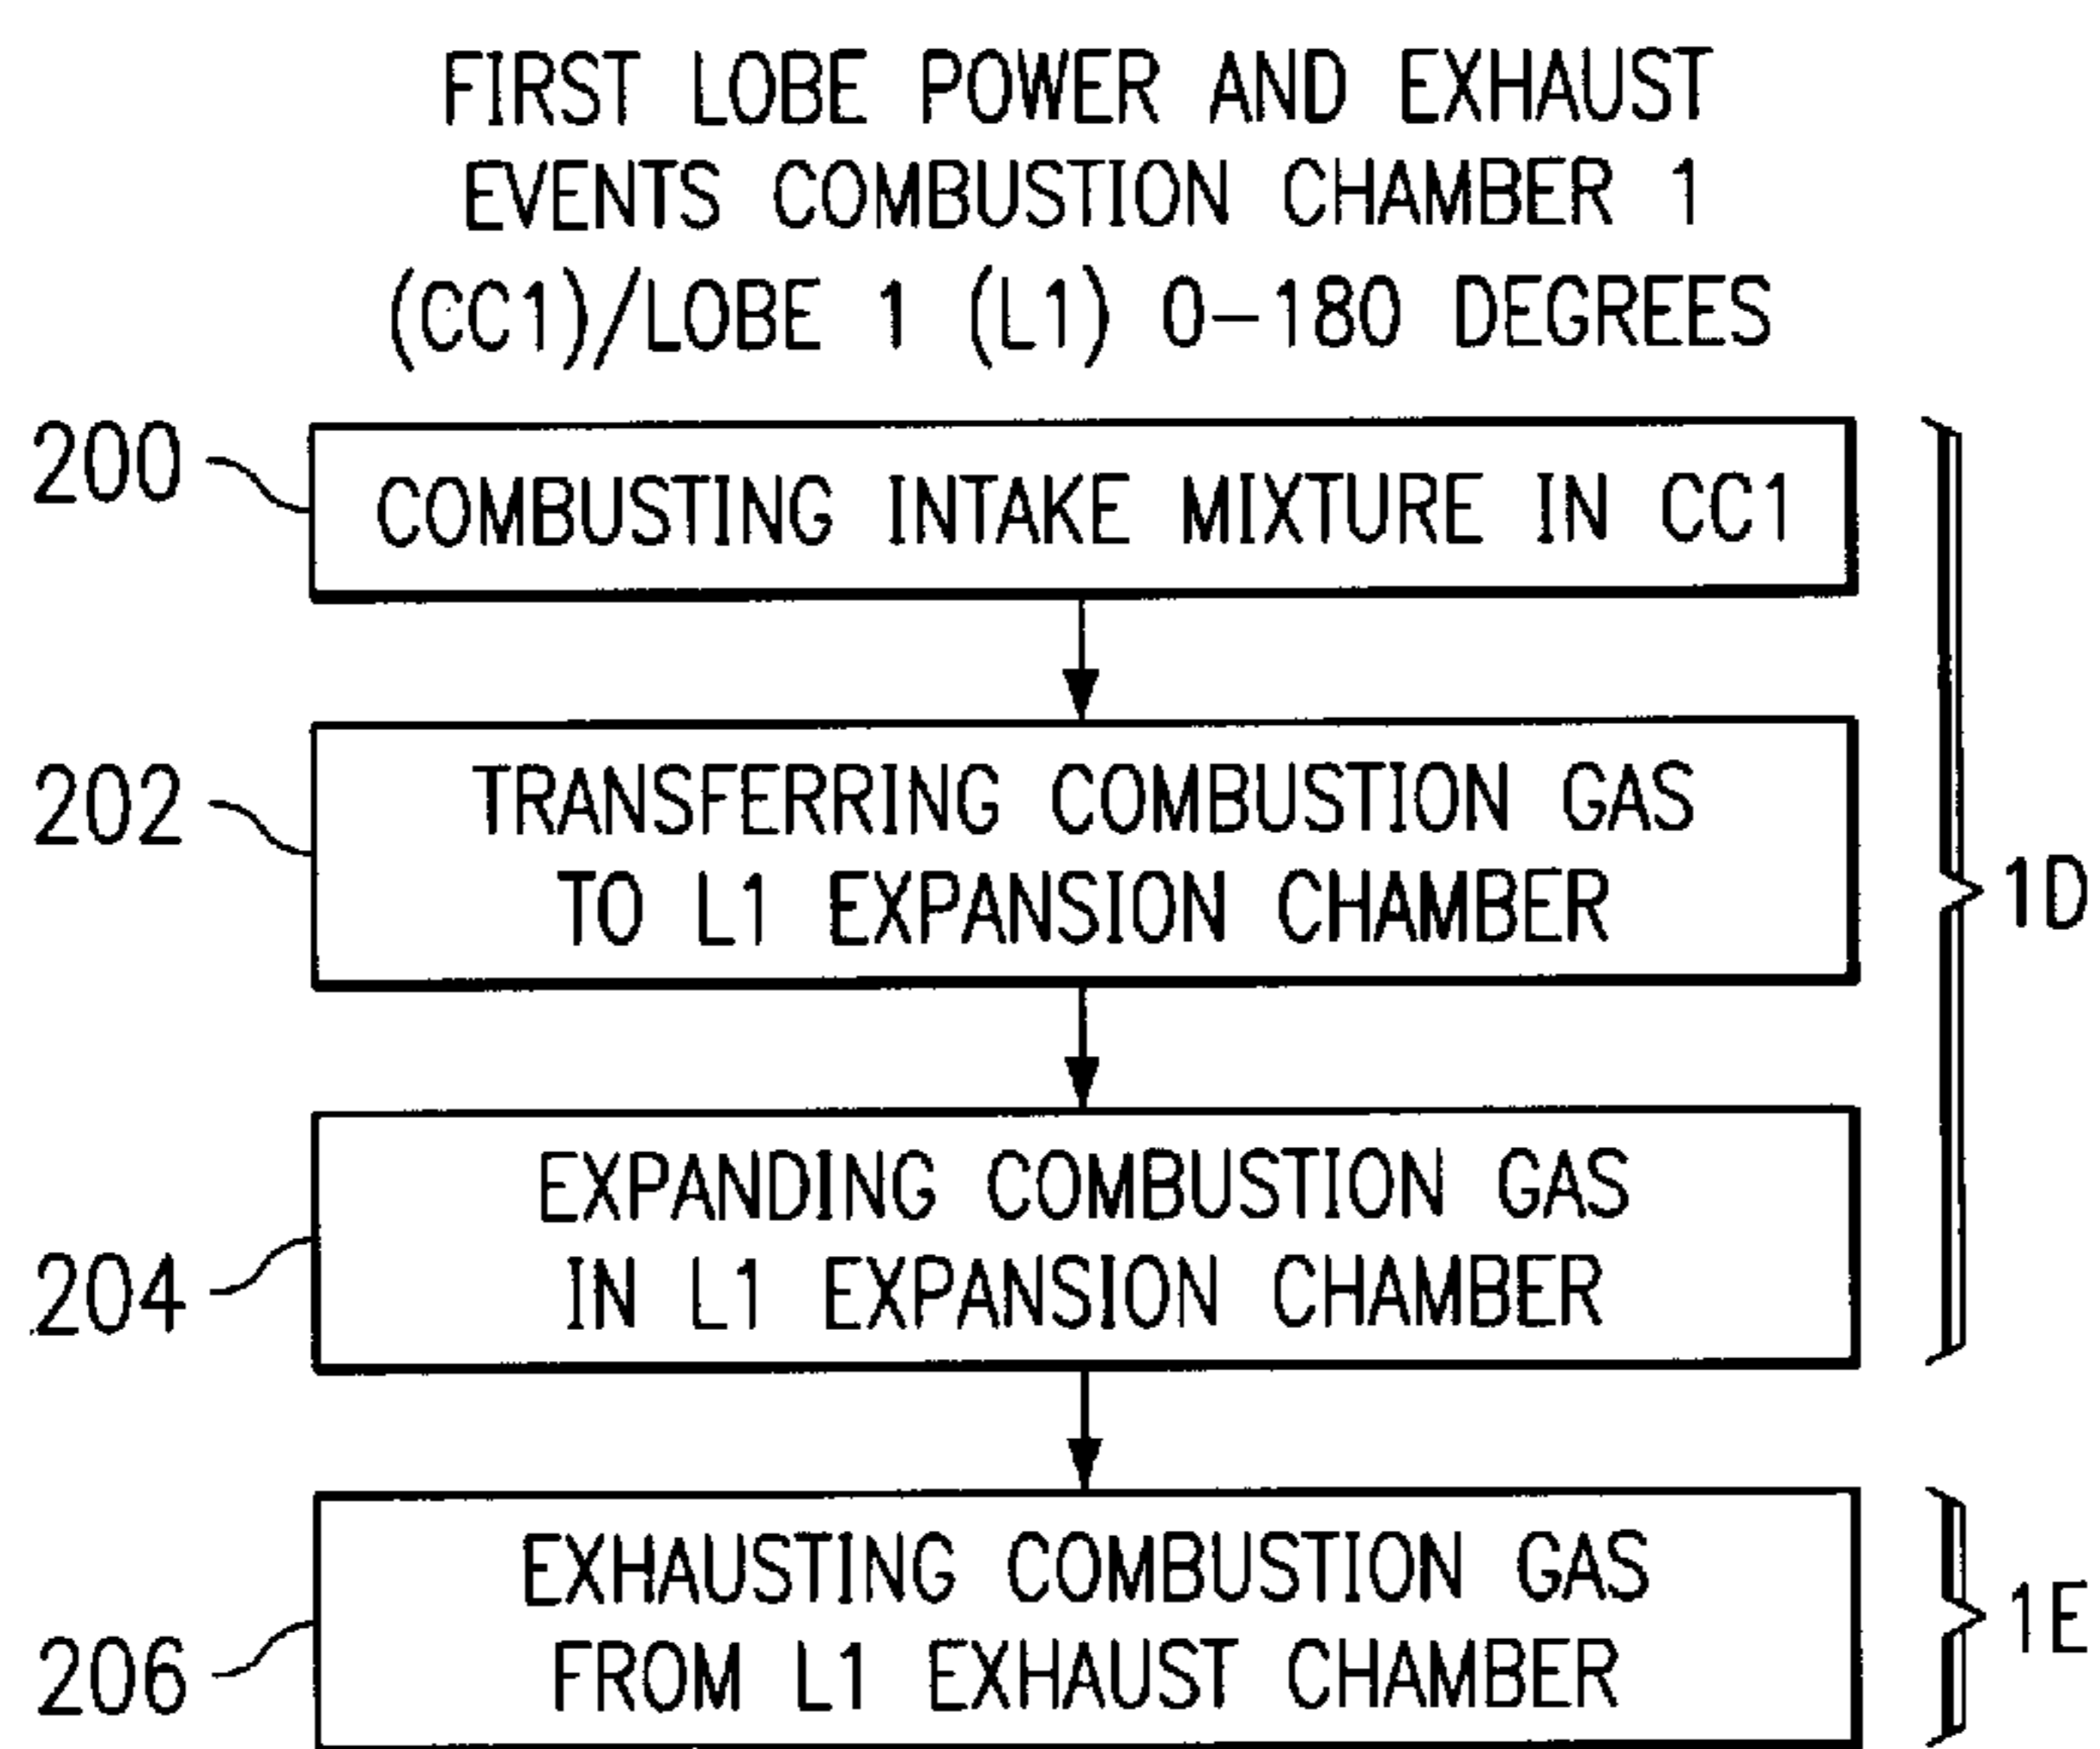 FIRST LOBE POWER AND EXHAUST
EVENTS COMBUSTION CHAMBER 1
(CC1)/LOBE 1 (L1) 0-180 DEGREES
200
COMBUSTING INTAKE MIXTURE IN CC1
202
TRANSFERRING COMBUSTION GAS
TO L1 EXPANSION CHAMBER
1D
204
EXPANDING COMBUSTION GAS
IN L1 EXPANSION CHAMBER
206
EXHAUSTING COMBUSTION GAS
FROM L1 EXHAUST CHAMBER
1E